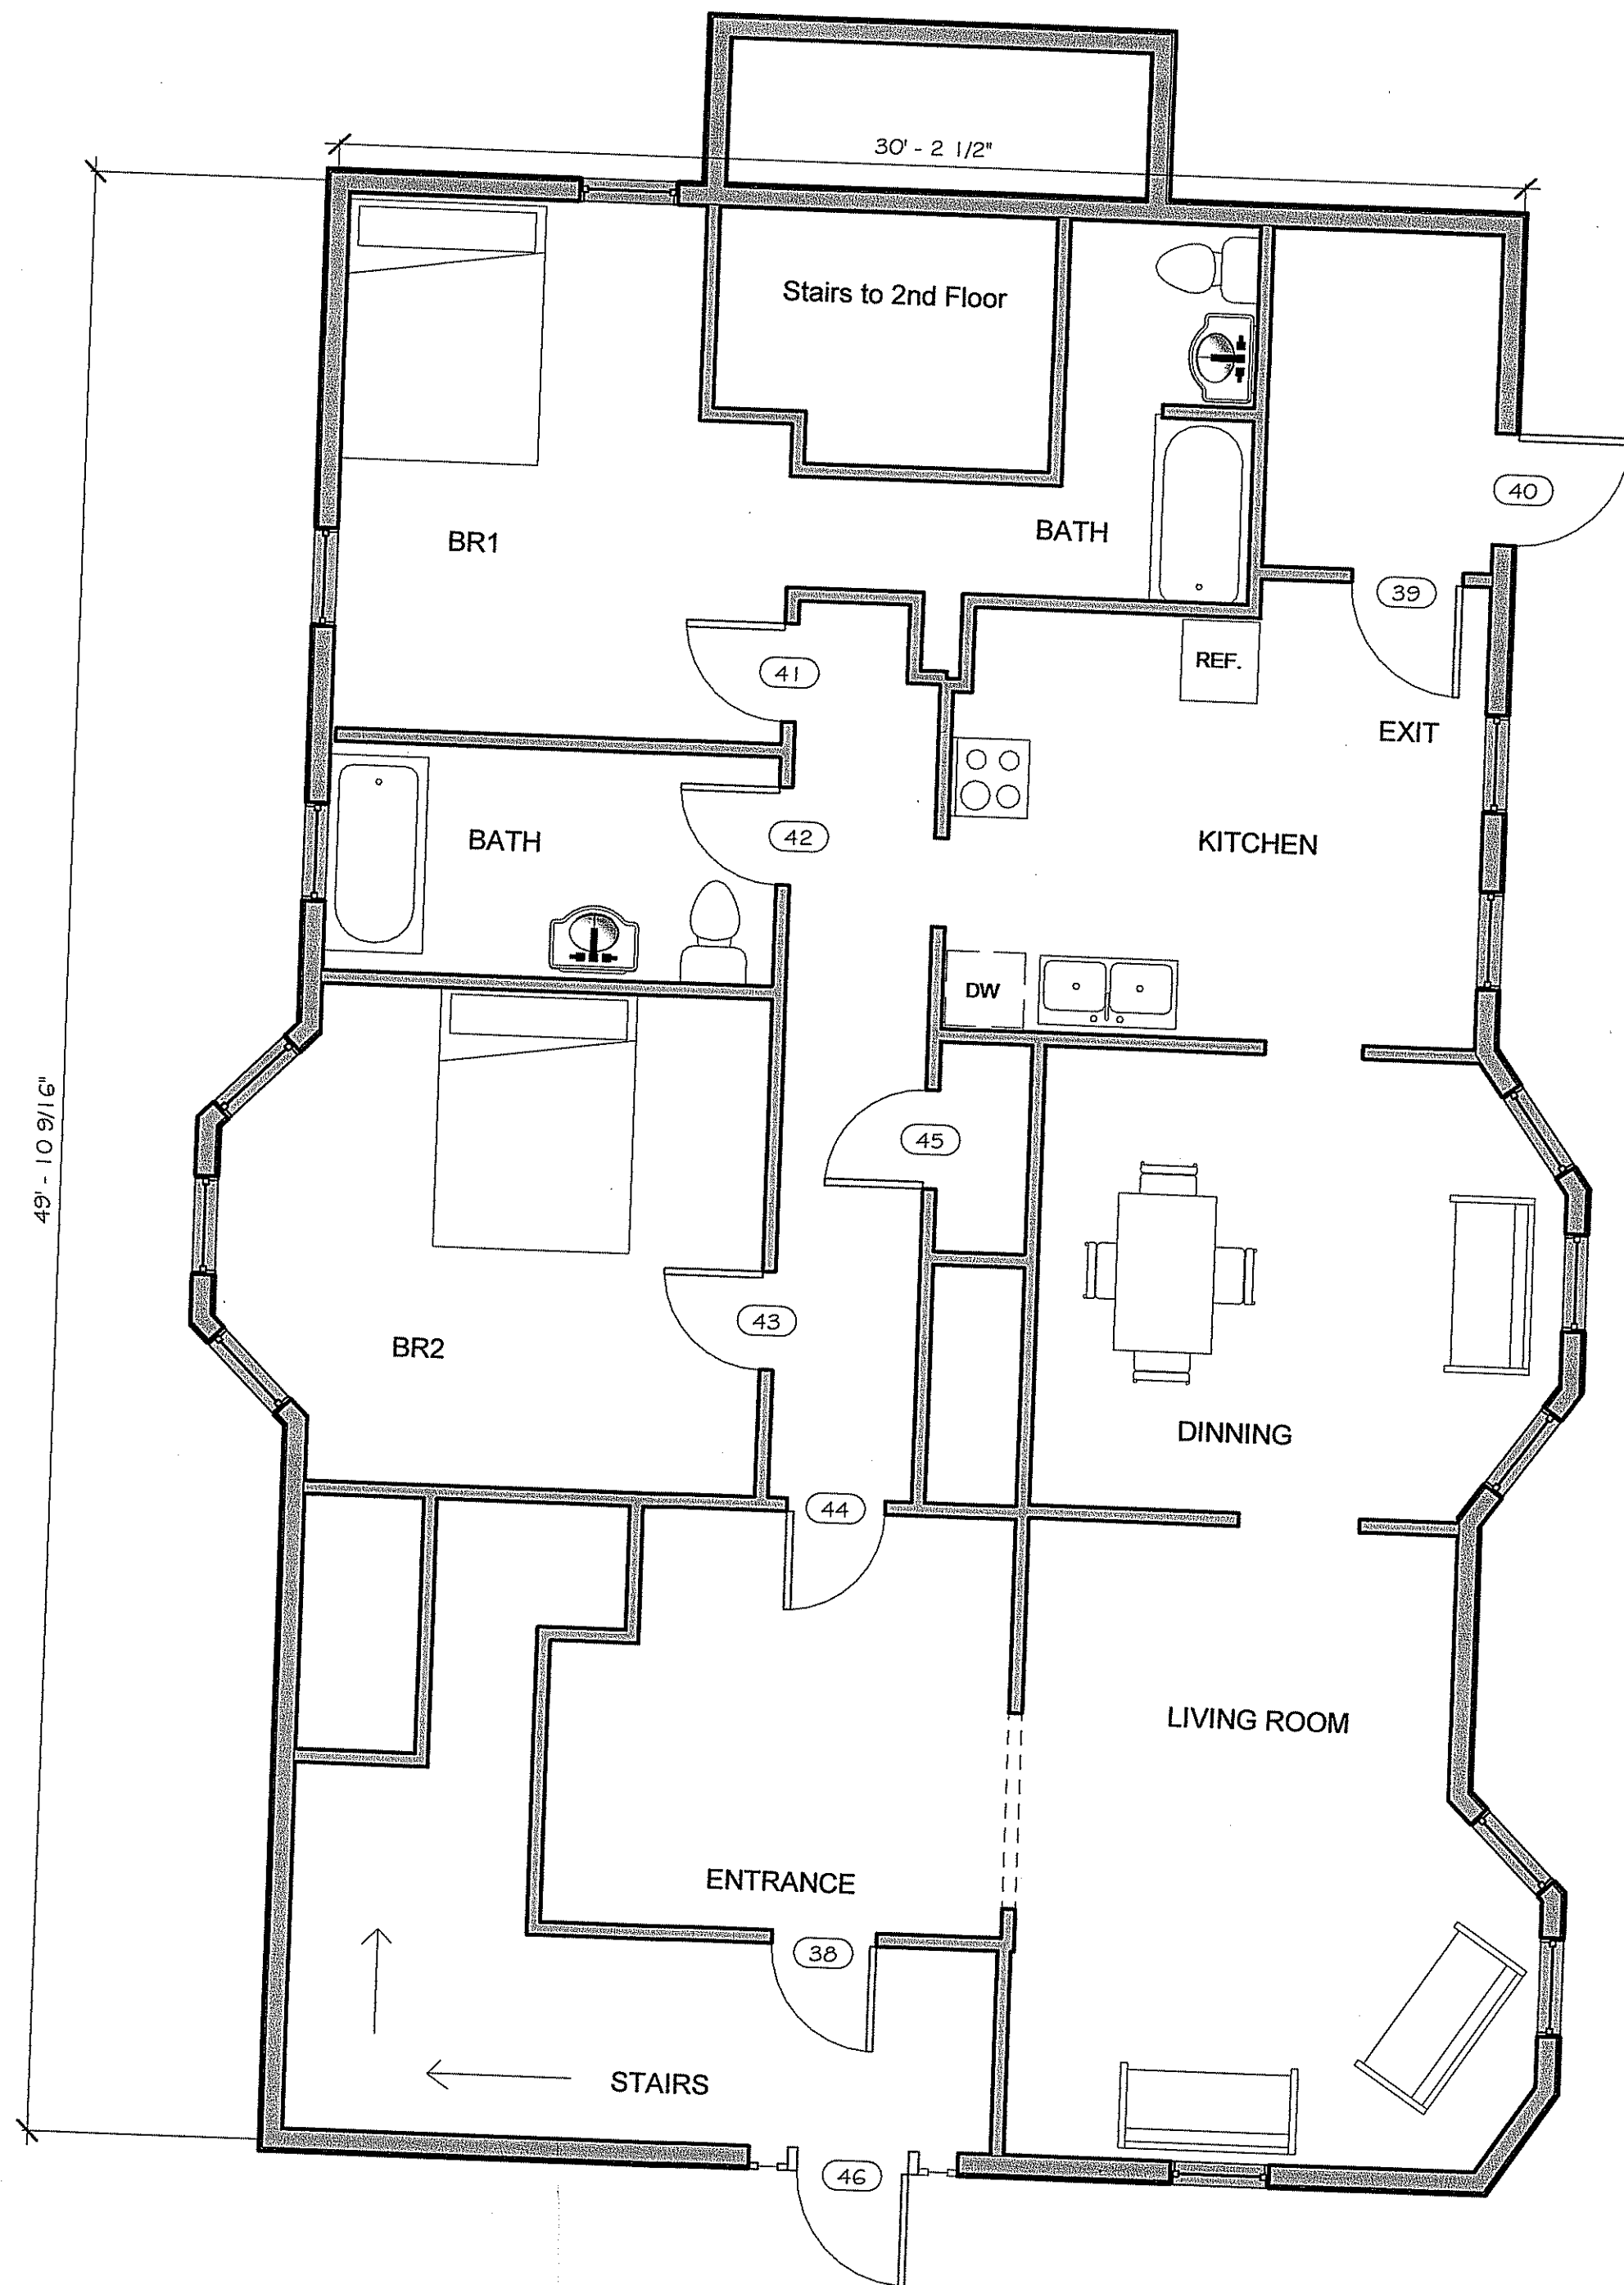 30' - 2 1/2"
Stairs to 2nd Floor
40
BR1
BATH
39
REF.
41
EXIT
BATH
42
KITCHEN
DW
49' - 10 9/16"
45
43
BR2
DINNING
44
LIVING ROOM
ENTRANCE
38
STAIRS
46